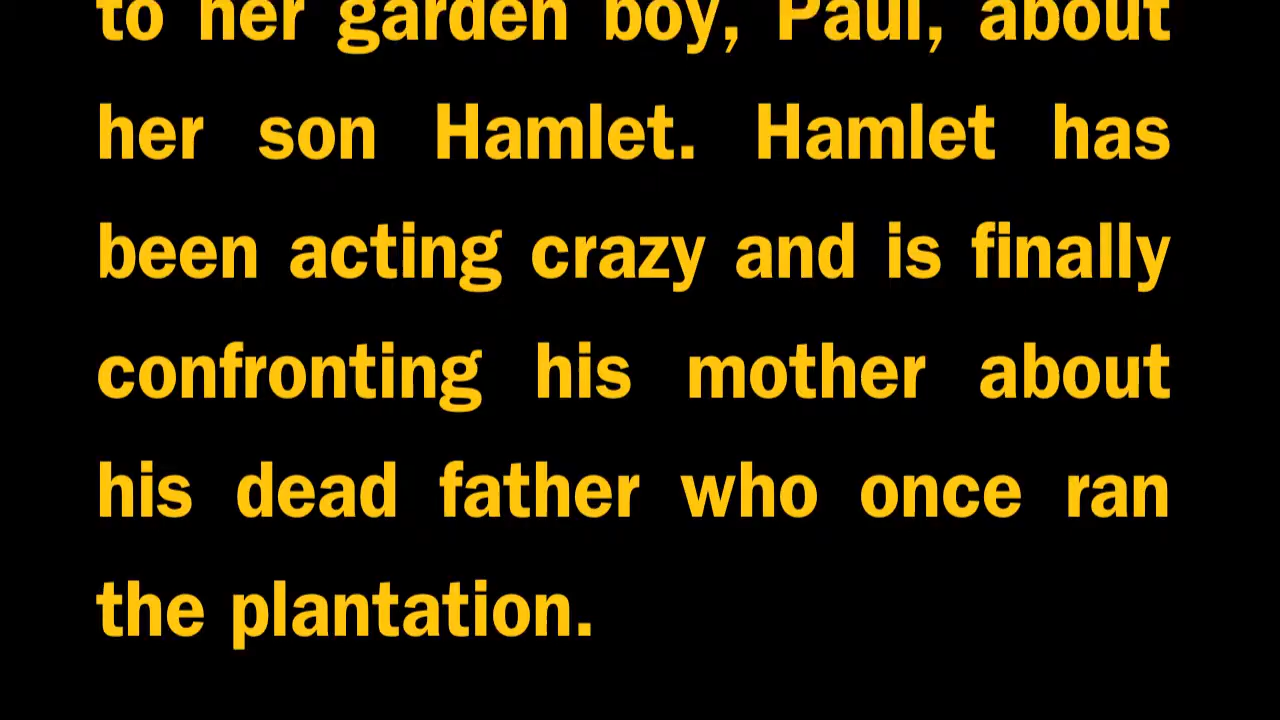 to her garden boy, Paul, about
her son Hamlet. Hamlet has
been acting crazy and is finally
confronting his mother about
his dead father who once ran
the plantation.